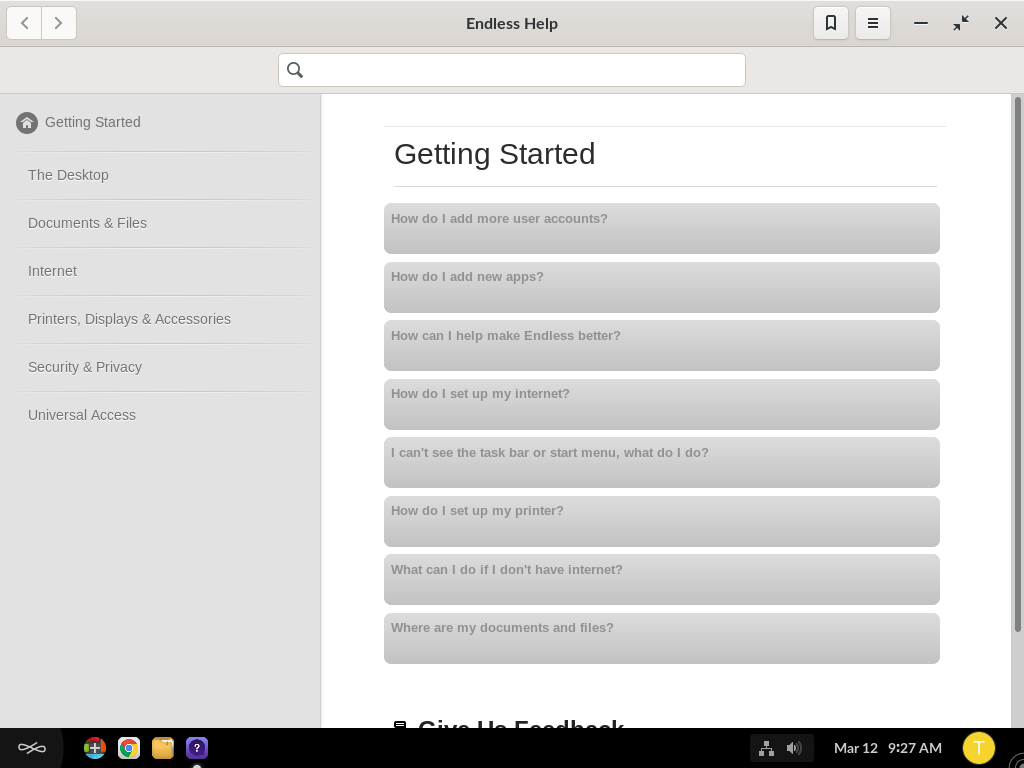 Endless Help
Getting Started
The Desktop
Documents & Files
Internet
Printers, Displays & Accessories
Security & Privacy
Universal Access
Getting Started
How do I add more user accounts?
How do I add new apps?
How can I help make Endless better?
How do I set up my internet?
I can't see the task bar or start menu, what do I do?
How do I set up my printer?
What can I do if I don't have internet?
Where are my documents and files?
Give Us Feedback
Mar 12 9:27 AM
T